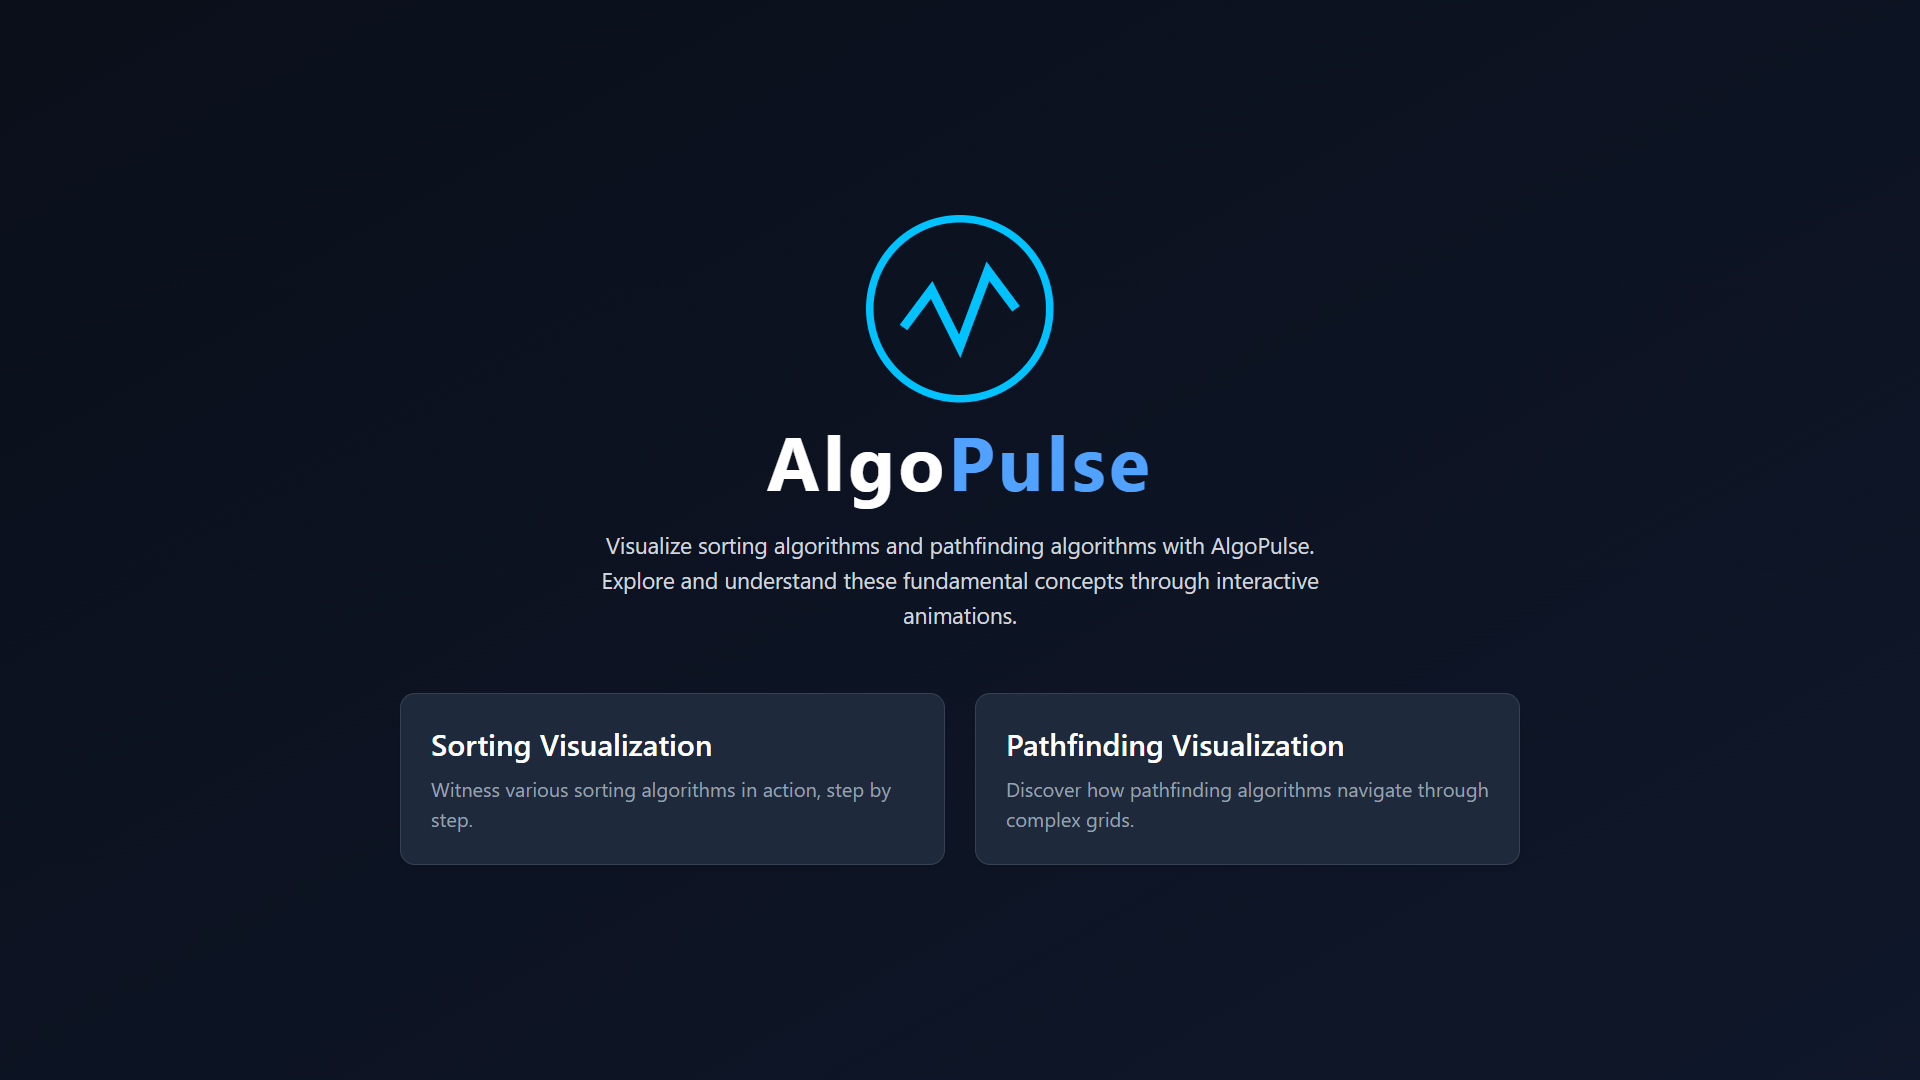 AlgoPulse
Visualize sorting algorithms and pathfinding algorithms with AlgoPulse.
Explore and understand these fundamental concepts through interactive
animations.
Sorting Visualization
Witness various sorting algorithms in action, step by
step.
Pathfinding Visualization
Discover how pathfinding algorithms navigate through
complex grids.